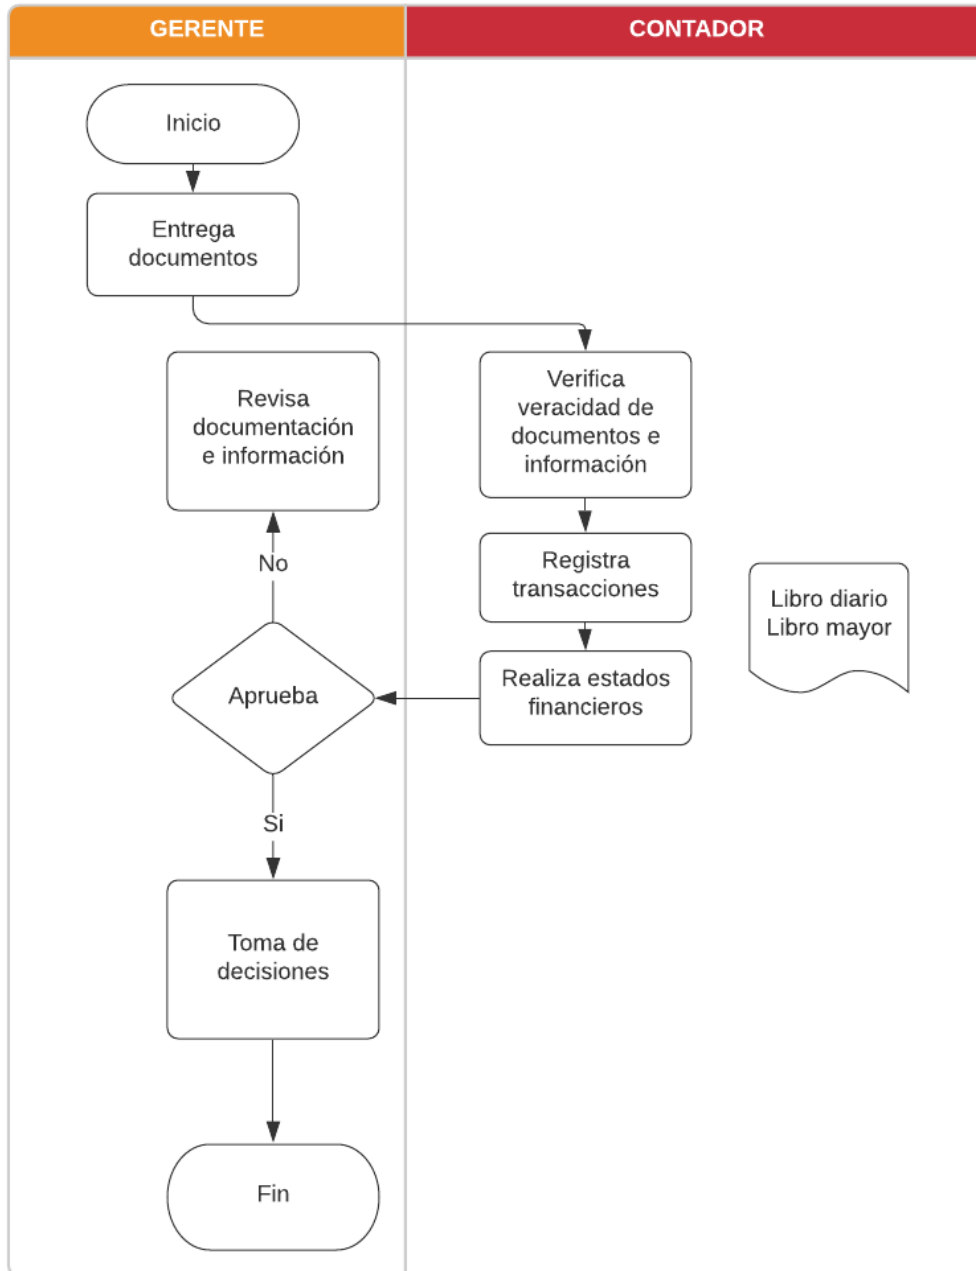 GERENTE
CONTADOR
Inicio
Entrega
documentos
Verifica
veracidad de
documentos e
información
Revisa
documentación
e información
Registra
transacciones
Libro diario
Libro mayor
No
Realiza estados
financieros
Aprueba
Si
Toma de
decisiones
Fin